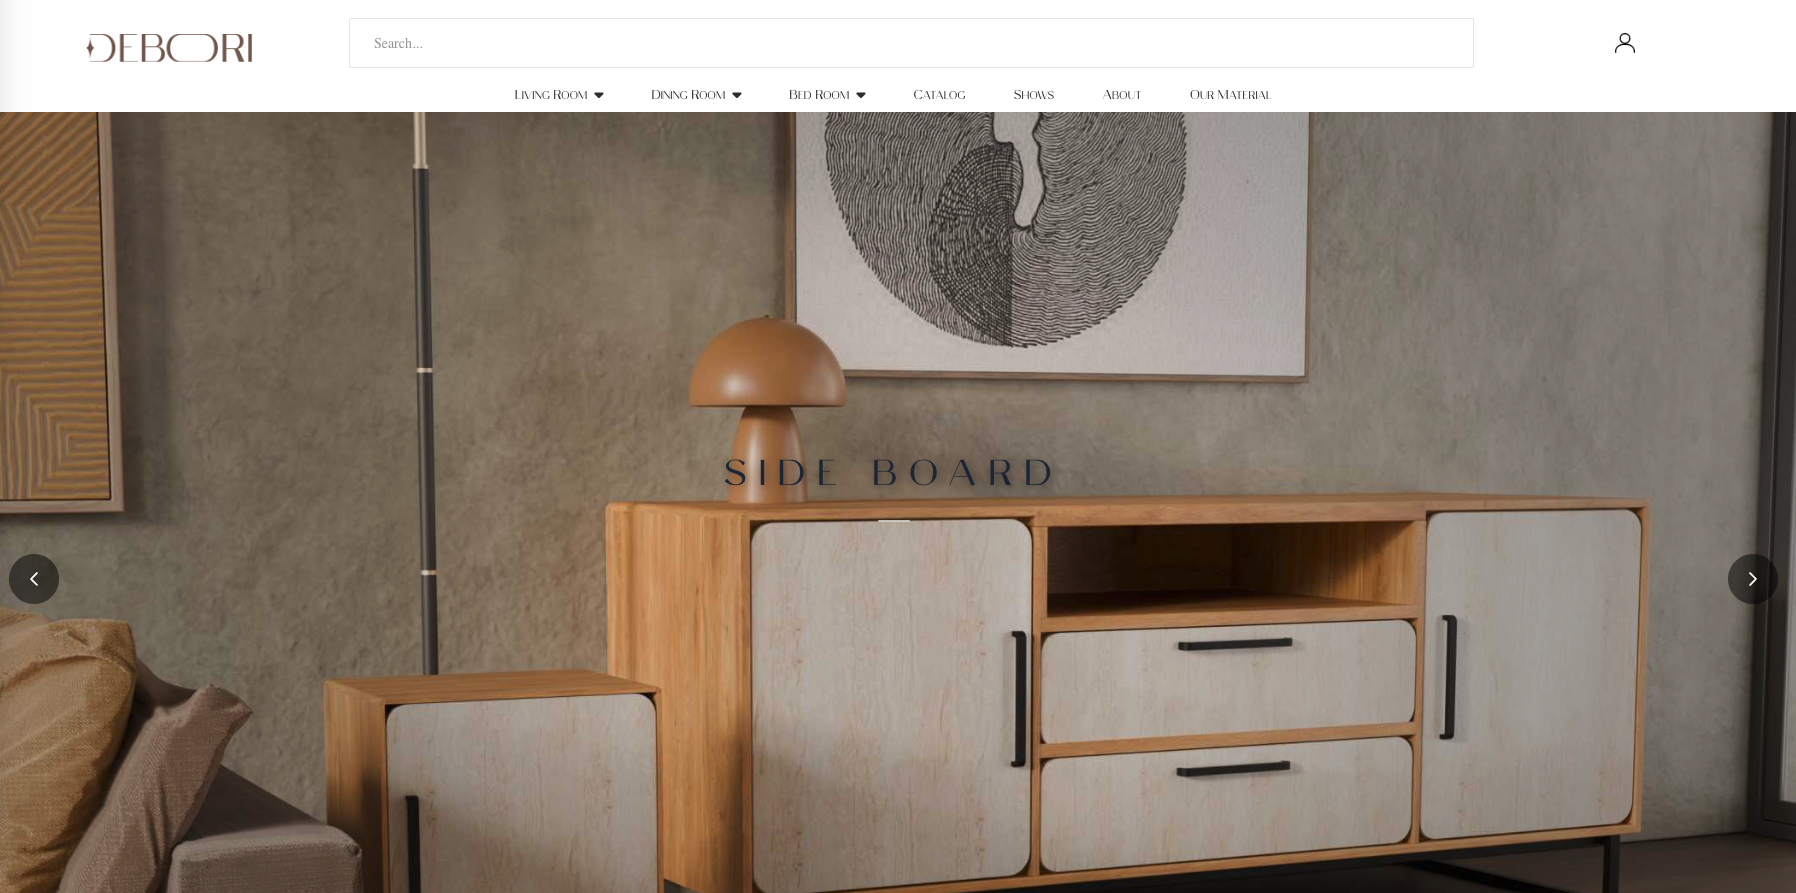 DEBORI
Search...
Living Room
Dining Room
Bed Room
Catalog
Shows
About
Our Material
SIDE BOARD